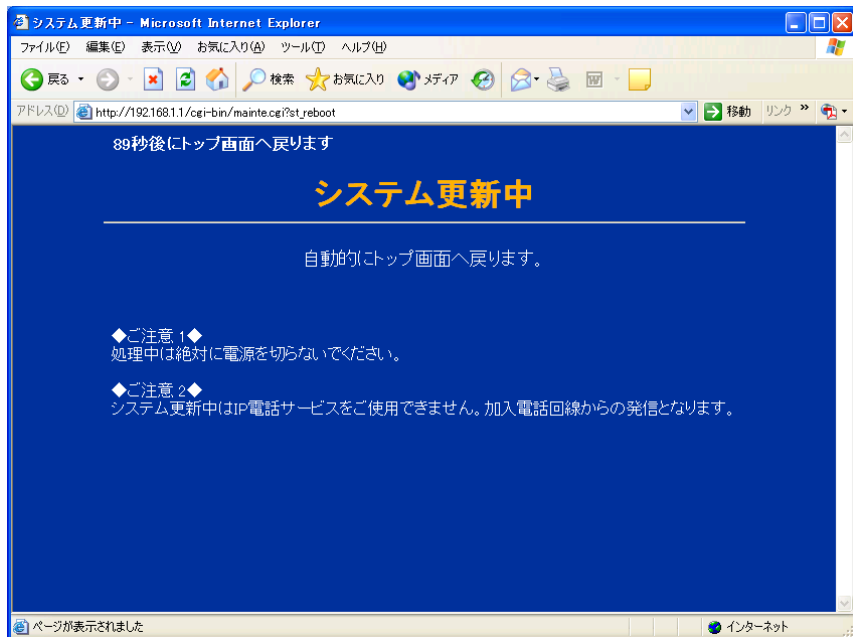 システム更新中 - Microsoft Internet Explorer
ファイル(F) 編集(E) 表示(V) お気に入り(A) ツール(T) ヘルプ(H)
戻る 検索 お気に入り メディア
アドレス(D) http://192.168.1.1/cgi-bin/mainte.cgi?st_reboot 移動 リンク »
89秒後にトップ画面へ戻ります
システム更新中
自動的にトップ画面へ戻ります。
◆ご注意 1◆
処理中は絶対に電源を切らないでください。
◆ご注意 2◆
システム更新中はIP電話サービスをご使用できません。加入電話回線からの発信となります。
ページが表示されました インターネット